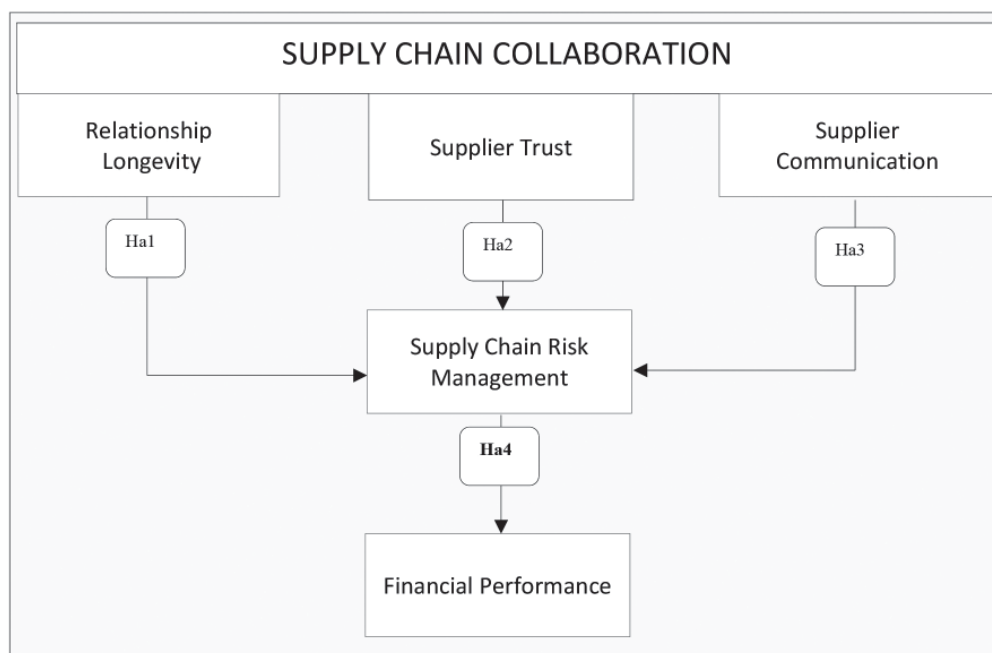 SUPPLY CHAIN COLLABORATION
Relationship
Longevity
Supplier Trust
Supplier
Communication
Ha1
Ha2
Ha3
Supply Chain Risk
Management
Ha4
Financial Performance